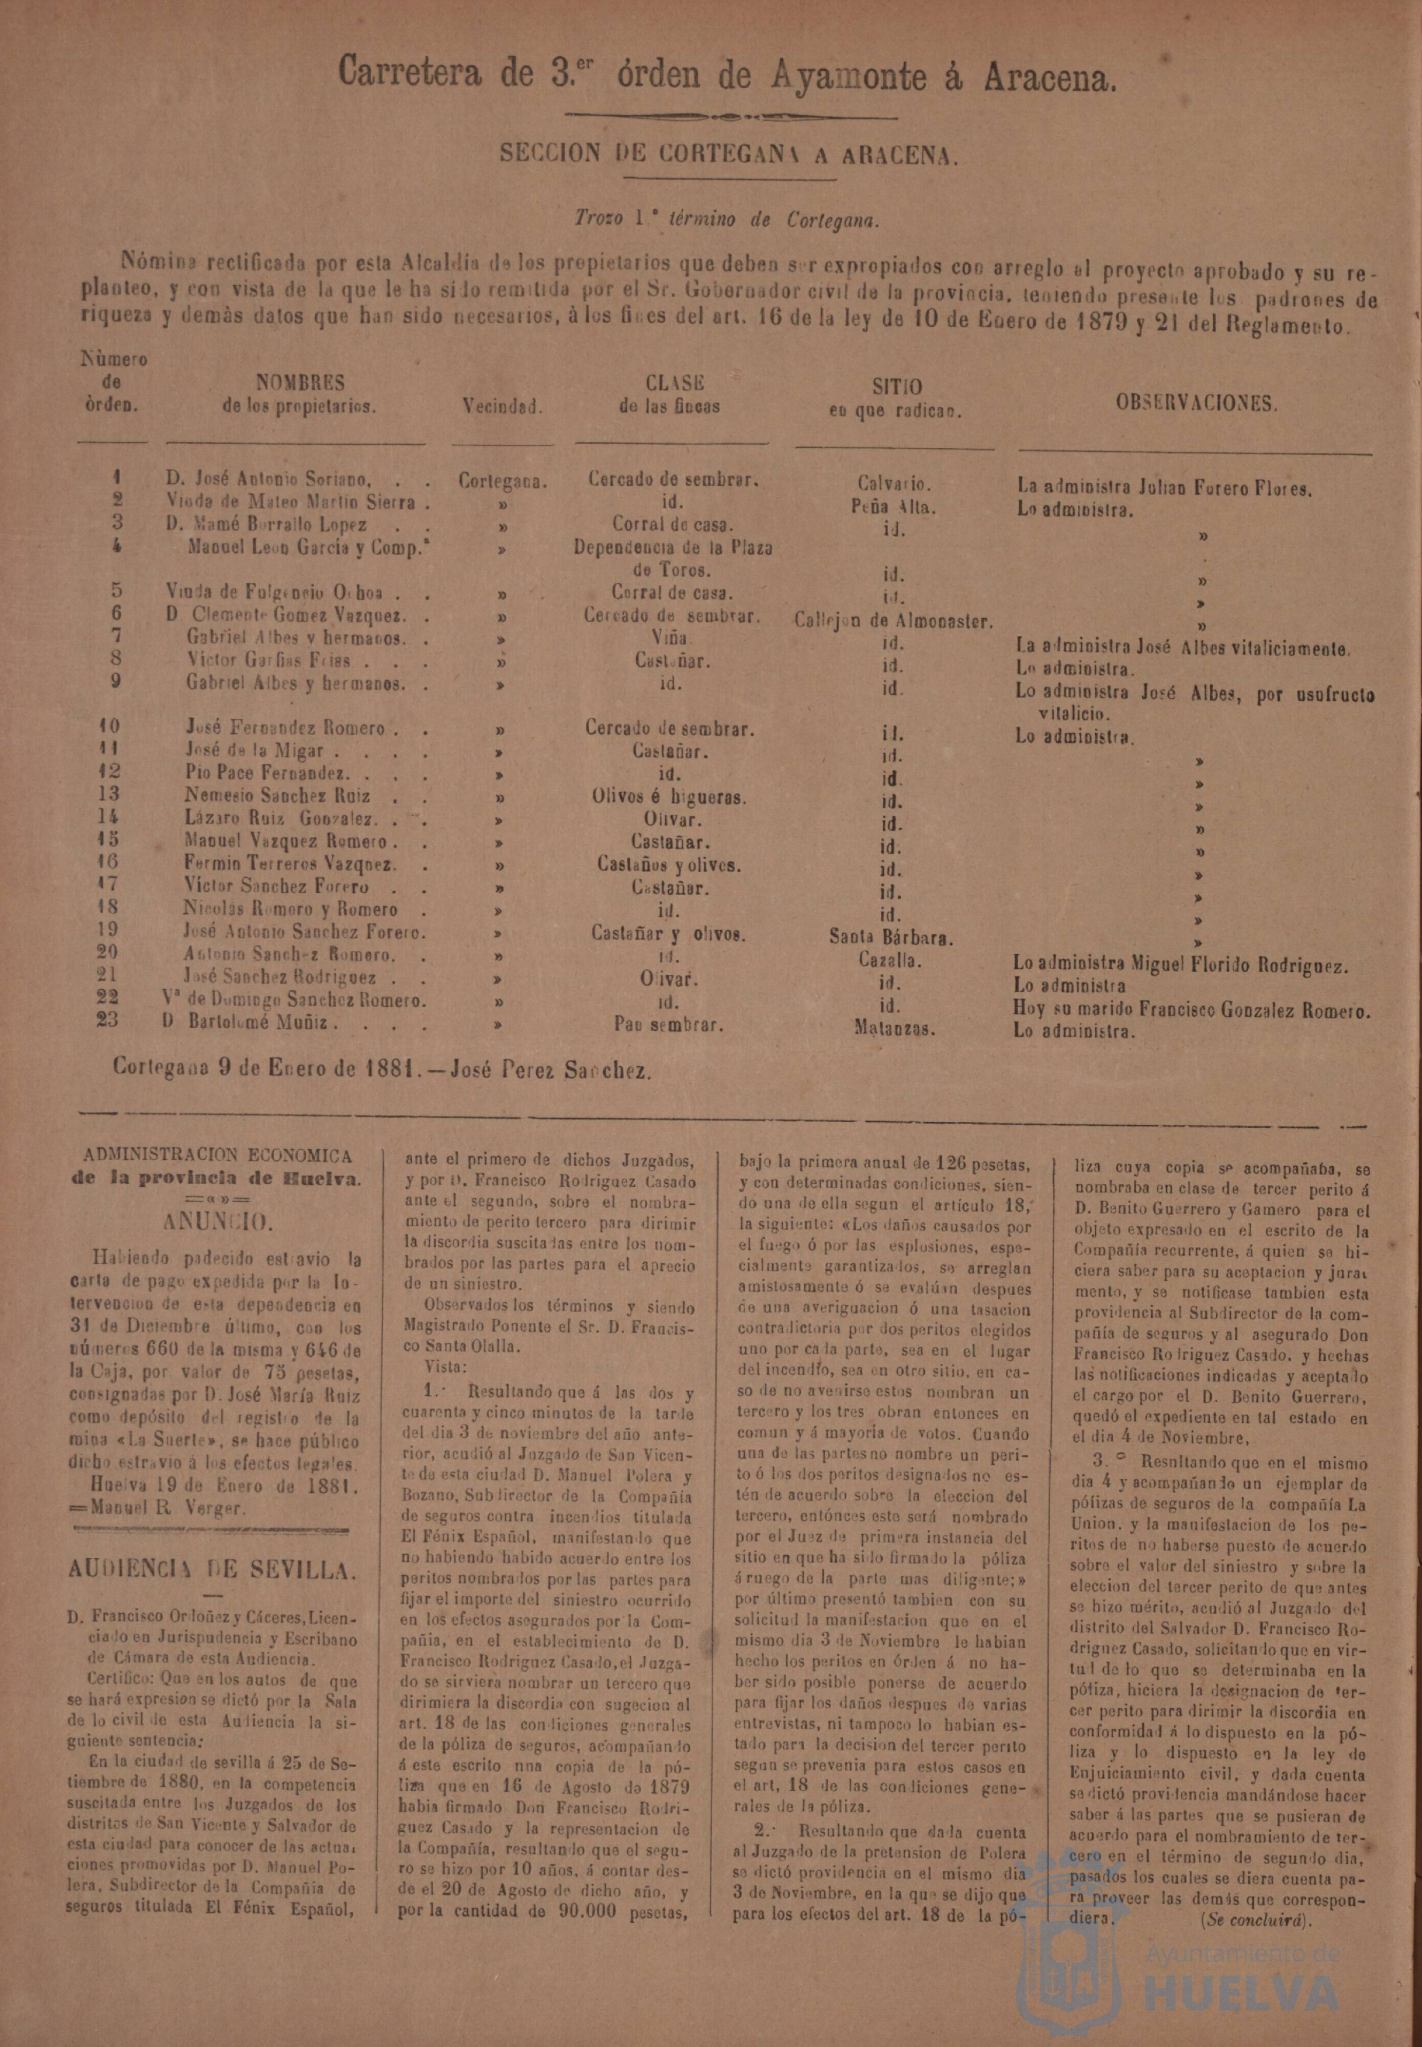 Carretera de 3.er órden de Ayamonte á Aracena.
SECCION DE CORTEGANA A ARACENA.
Trozo 1.° término de Cortegana.
Nómina rectificada por esta Alcaldía de los propietarios que deben ser expropiados con arreglo al proyecto aprobado y su re-
planteo, y con vista de la que le ha sido remitida por el Sr. Gobernador civil de la provincia, teniendo presente los padrones de
riqueza y demàs datos que han sido necesarios, à los fines del art. 16 de la ley de 10 de Enero de 1879 y 21 del Reglamento.
Nùmero de òrden. NOMBRES de los propietarios. Vecindad. CLASE de las fincas SITIO en que radican. OBSERVACIONES.
1 D. José Antonio Soriano, . . Cortegana. Cercado de sembrar. Calvario. La administra Julian Forero Flores.
2 Viuda de Mateo Martin Sierra . » id. Peña Alta. Lo administra.
3 D. Mamé Borrallo Lopez . . » Corral de casa. id. »
4 Manuel Leon García y Comp.ª » Dependencia de la Plaza
de Toros. id. »
5 Viuda de Fulgencio Ochoa . . » Corral de casa. id. »
6 D Clemente Gomez Vazquez. . » Cercado de sembrar. Callejon de Almonaster. »
7 Gabriel Albes y hermanos. . » Viña. id. La administra José Albes vitaliciamente.
8 Victor Garfias Frias . . . » Castañar. id. Lo administra.
9 Gabriel Albes y hermanos. . » id. id. Lo administra José Albes, por usufructo
vitalicio.
10 José Fernandez Romero . . » Cercado de sembrar. id. Lo administra.
11 José de la Migar . . . . » Castañar. id. »
12 Pio Pace Fernandez. . . . » id. id. »
13 Nemesio Sanchez Ruiz . . » Olivos é higueras. id. »
14 Lázaro Ruiz Gonzalez. . . » Olivar. id. »
15 Manuel Vazquez Romero . . » Castañar. id. »
16 Fermin Terreros Vazquez. . » Castaños y olivos. id. »
17 Víctor Sanchez Forero . . » Castañar. id. »
18 Nicolás Romero y Romero . » id. id. »
19 José Antonio Sanchez Forero. » Castañar y olivos. Santa Bárbara. »
20 Antonio Sanchez Romero. . » id. Cazalla. Lo administra Miguel Florido Rodriguez.
21 José Sanchez Rodriguez . . » Olivar. id. Lo administra
22 Vª de Domingo Sanchez Romero. » id. id. Hoy su marido Francisco Gonzalez Romero.
23 D Bartolomé Muñiz . . . . » Pan sembrar. Matanzas. Lo administra.
Cortegana 9 de Enero de 1881.—José Perez Sanchez.
ADMINISTRACION ECONOMICA
de la provincia de Huelva.
ANUNCIO.
Habiendo padecido estravio la
carta de pago expedida por la In-
tervencion de esta dependencia en
31 de Diciembre último, con los
números 660 de la misma y 646 de
la Caja, por valor de 75 pesetas,
consignadas por D. José María Ruiz
como depósito del registro de la
mina «La Suerte», se hace público
dicho estravio á los efectos legales.
Huelva 19 de Enero de 1881.
=Manuel R. Verger.
AUDIENCIA DE SEVILLA.
D. Francisco Ordoñez y Cáceres, Licen-
ciado en Jurispudencia y Escribano
de Cámara de esta Audiencia.
Certifico: Que en los autos de que
se hará expresion se dictó por la Sala
de lo civil de esta Audiencia la si-
guiente sentencia:
En la ciudad de sevilla á 25 de Se-
tiembre de 1880, en la competencia
suscitada entre los Juzgados de los
distritos de San Vicente y Salvador de
esta ciudad para conocer de las actua-
ciones promovidas por D. Manuel Po-
lera, Subdirector de la Compañía de
seguros titulada El Fénix Español,
ante el primero de dichos Juzgados,
y por D. Francisco Rodriguez Casado
ante el segundo, sobre el nombra-
miento de perito tercero para dirimir
la discordia suscitadas entre los nom-
brados por las partes para el aprecio
de un siniestro.
Observados los términos y siendo
Magistrado Ponente el Sr. D. Francis-
co Santa Olalla.
Vista:
1.° Resultando que á las dos y
cuarenta y cinco minutos de la tarde
del dia 3 de noviembre del año ante-
rior, acudió al Juzgado de San Vicen-
te de esta ciudad D. Manuel Polera y
Bozano, Subdirector de la Compañía
de seguros contra incendios titulada
El Fénix Español, manifestando que
no habiendo habido acuerdo entre los
peritos nombrados por las partes para
fijar el importe del siniestro ocurrido
en los efectos asegurados por la Com-
pañia, en el establecimiento de D.
Francisco Rodriguez Casado, el Juzga-
do se sirviera nombrar un tercero que
dirimiera la discordia con sugecion al
art. 18 de las condiciones generales
de la póliza de seguros, acompañando
á este escrito una copia de la pó-
liza que en 16 de Agosto de 1879
habia firmado Don Francisco Rodri-
guez Casado y la representacion de
la Compañía, resultando que el segu-
ro se hizo por 10 años, á contar des-
de el 20 de Agosto de dicho año, y
por la cantidad de 90.000 pesetas,
bajo la primera anual de 126 pesetas,
y con determinadas condiciones, sien-
do una de ella segun el artículo 18,
la siguiente: «Los daños causados por
el fuego ó por las esplosiones, espe-
cialmente garantizados, se arreglan
amistosamente ó se evalúan despues
de una averiguacion ó una tasacion
contradictoria por dos peritos elegidos
uno por cada parte, sea en el lugar
del incendio, sea en otro sitio, en ca-
so de no avenirse estos nombran un
tercero y los tres obran entonces en
comun y á mayoría de votos. Cuando
una de las partes no nombre un peri-
to ó los dos peritos designados no es-
tén de acuerdo sobre la eleccion del
tercero, entónces este será nombrado
por el Juez de primera instancia del
sitio en que ha sido firmado la póliza
á ruego de la parte mas diligente;»
por último presentó tambien con su
solicitud la manifestacion que en el
mismo dia 3 de Noviembre le habian
hecho los peritos en órden á no ha-
ber sido posible ponerse de acuerdo
para fijar los daños despues de varias
entrevistas, ni tampoco lo habian es-
tado para la decision del tercer perito
segun se prevenia para estos casos en
el art, 18 de las condiciones gene-
rales de la póliza.
2.° Resultando que dada cuenta
al Juzgado de la pretension de Polera
se dictó providencia en el mismo dia
3 de Noviembre, en la que se dijo que
para los efectos del art. 18 de la pó-
liza cuya copia se acompañaba, se
nombraba en clase de tercer perito á
D. Benito Guerrero y Gamero para el
objeto expresado en el escrito de la
Compañía recurrente, á quien se hi-
ciera saber para su aceptacion y jura-
mento, y se notificase tambien esta
providencia al Subdirector de la com-
pañía de seguros y al asegurado Don
Francisco Rodriguez Casado, y hechas
las notificaciones indicadas y aceptado
el cargo por el D. Benito Guerrero,
quedó el expediente en tal estado en
el dia 4 de Noviembre,
3.° Resultando que en el mismo
dia 4 y acompañando un ejemplar de
pólizas de seguros de la compañía La
Union, y la manifestacion de los pe-
ritos de no haberse puesto de acuerdo
sobre el valor del siniestro y sobre la
eleccion del tercer perito de que antes
se hizo mérito, acudió al Juzgado del
distrito del Salvador D. Francisco Ro-
driguez Casado, solicitando que en vir-
tud de lo que se determinaba en la
póliza, hiciera la designacion de ter-
cer perito para dirimir la discordia en
conformidad á lo dispuesto en la pó-
liza y lo dispuesto en la ley de
Enjuiciamiento civil, y dada cuenta
se dictó providencia mandándose hacer
saber á las partes que se pusieran de
acuerdo para el nombramiento de ter-
cero en el término de segundo dia,
pasados los cuales se diera cuenta pa-
ra proveer las demás que correspon-
diera. (Se concluirá).
Ayuntamiento de
HUELVA